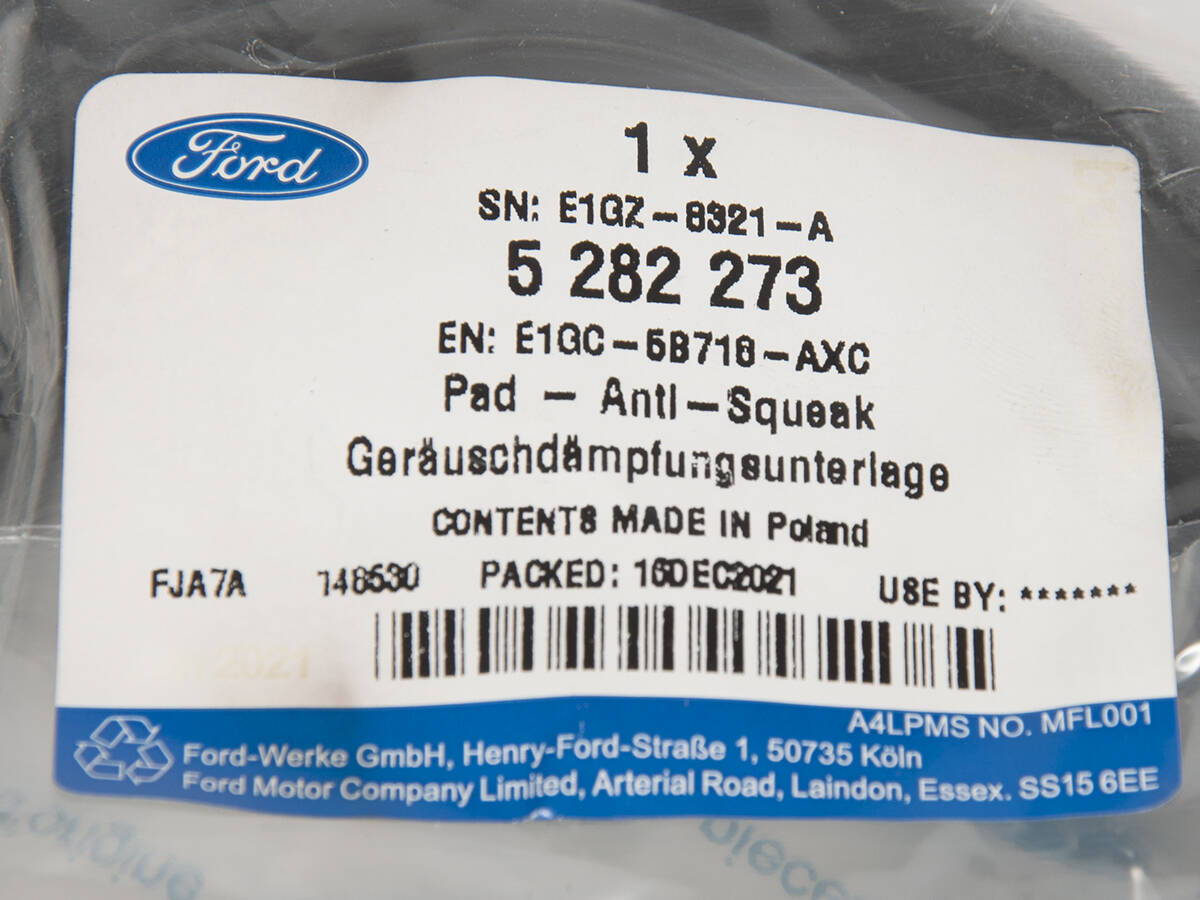 Ford
1 x
SN: E1GZ-8321-A
5 282 273
EN: E1GC-5B718-AXC
Pad - Anti-Squeak
Geräuschdämpfungsunterlage
CONTENTS MADE IN Poland
FJA7A 148530 PACKED: 16DEC2021 USE BY: *******
A4LPMS NO. MFL001
Ford-Werke GmbH, Henry-Ford-Straße 1, 50735 Köln
Ford Motor Company Limited, Arterial Road, Laindon, Essex. SS15 6EE